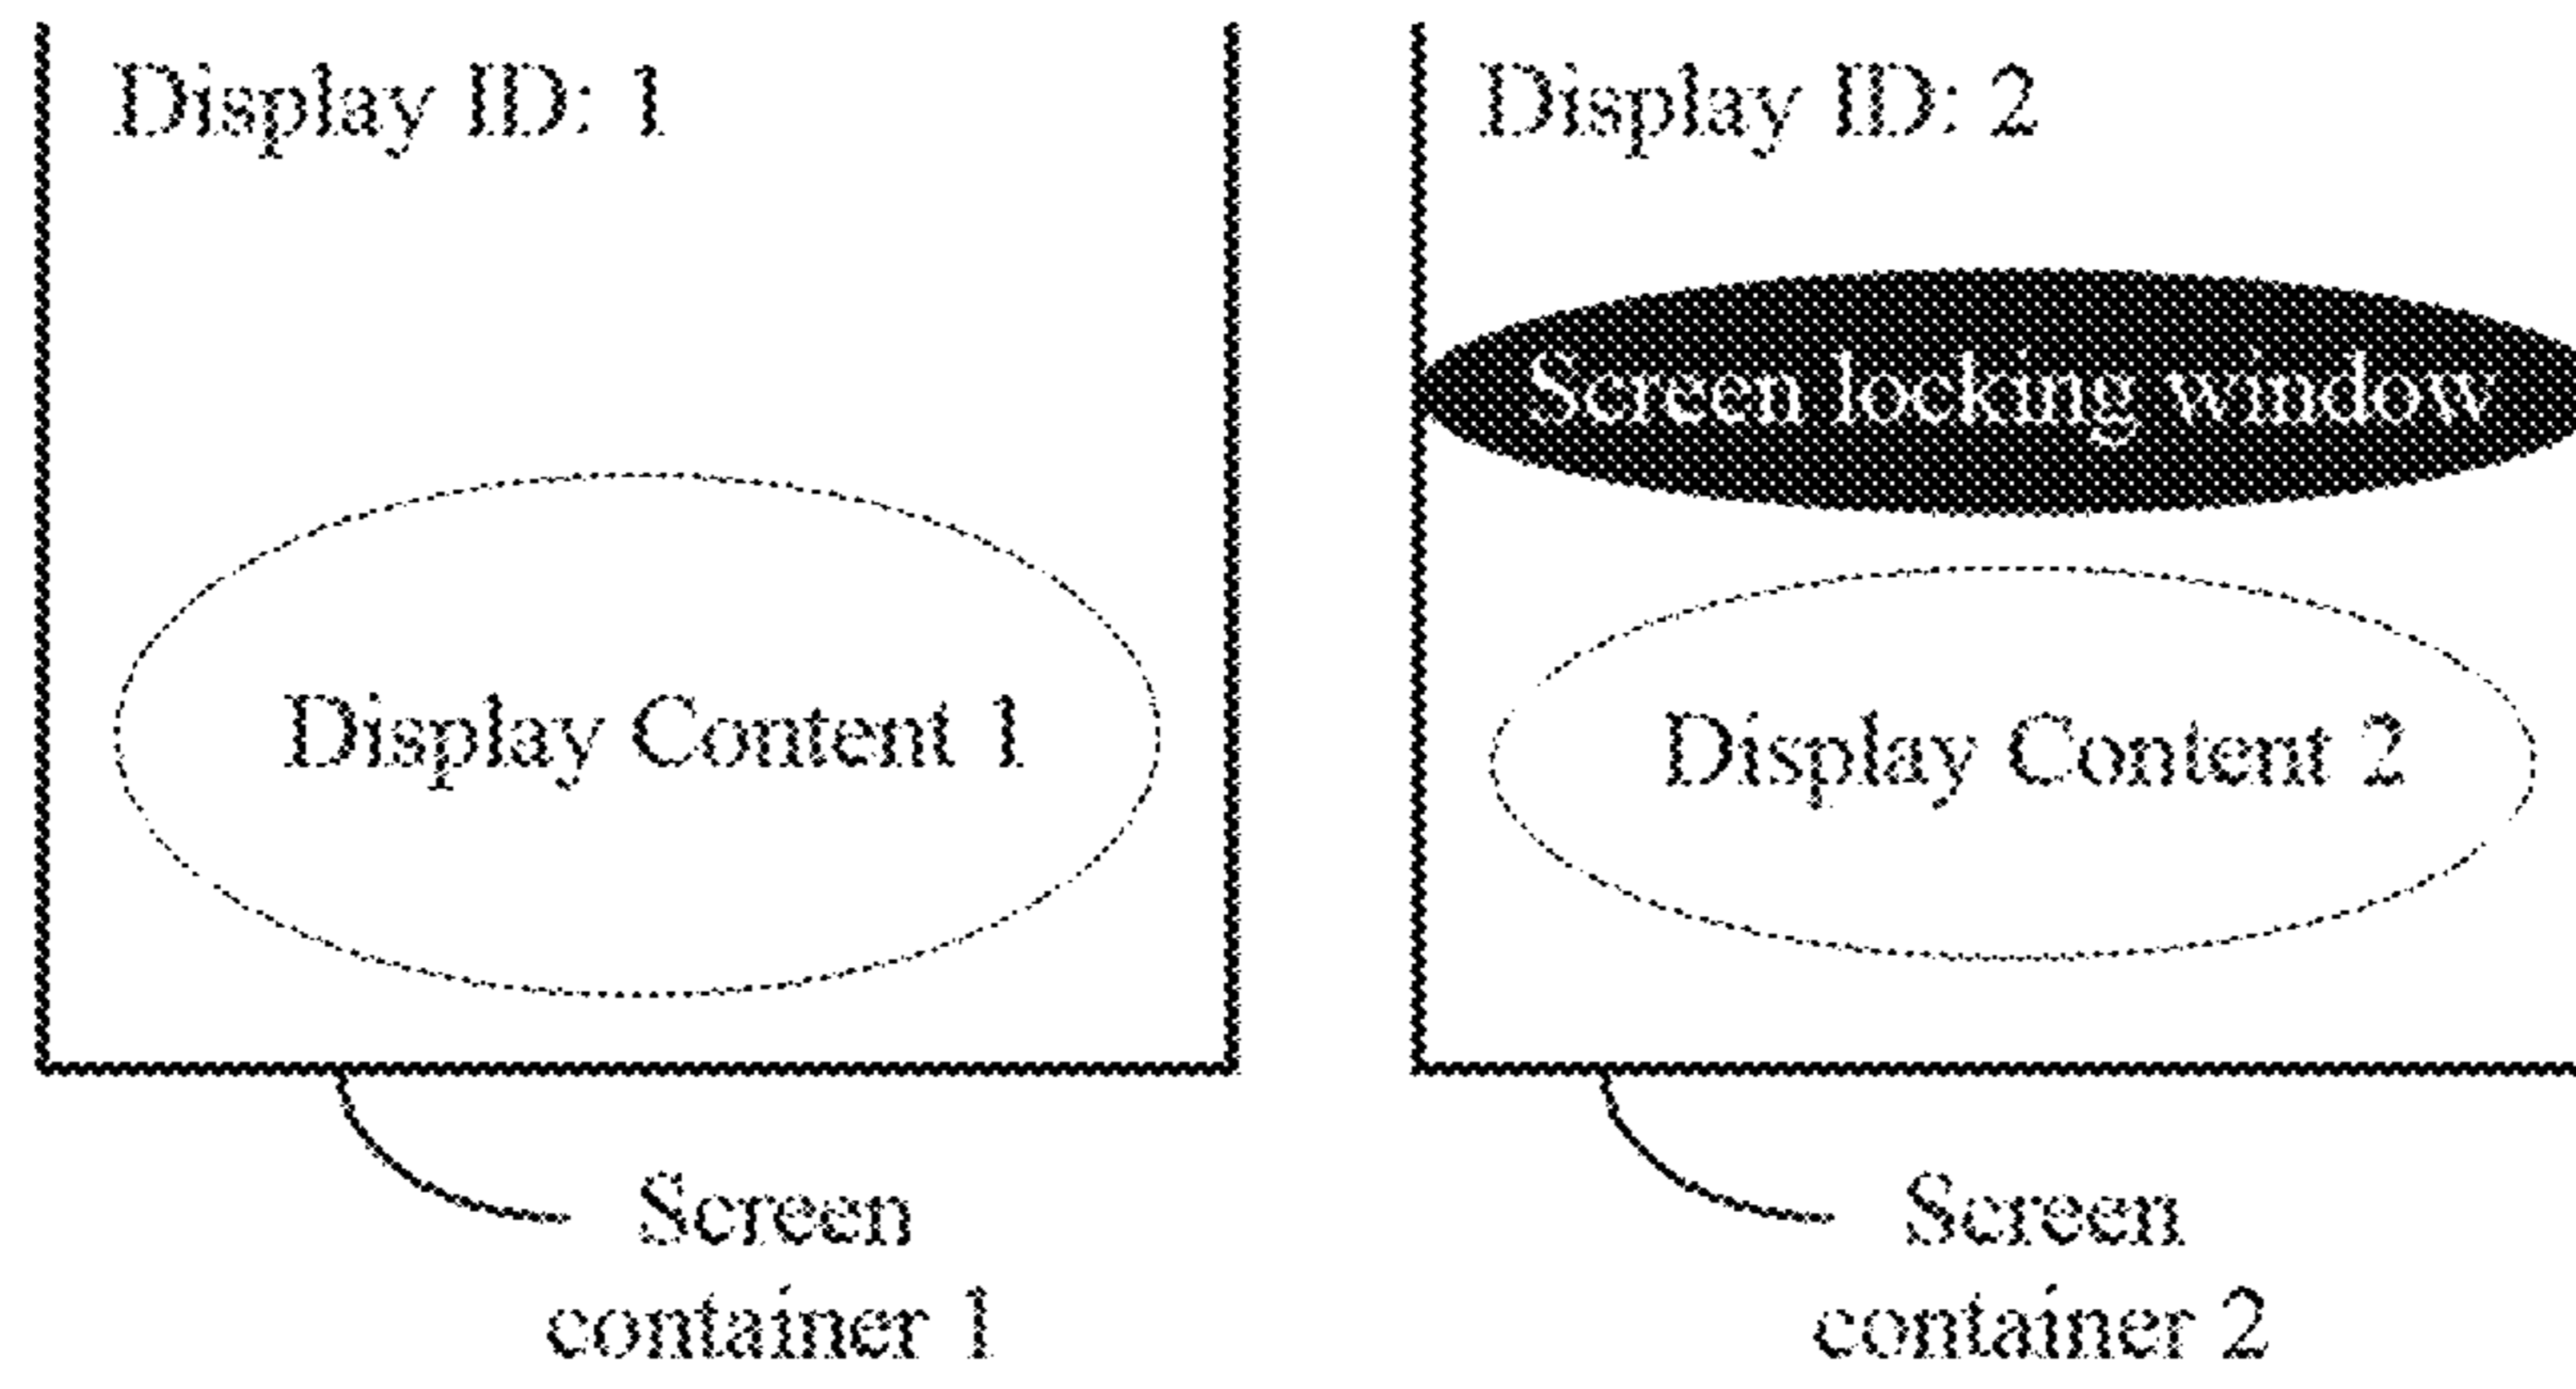 Display ID: 1
Display Content 1
Screen
container 1
Display ID: 2
Screen locking window
Display Content 2
Screen
container 2